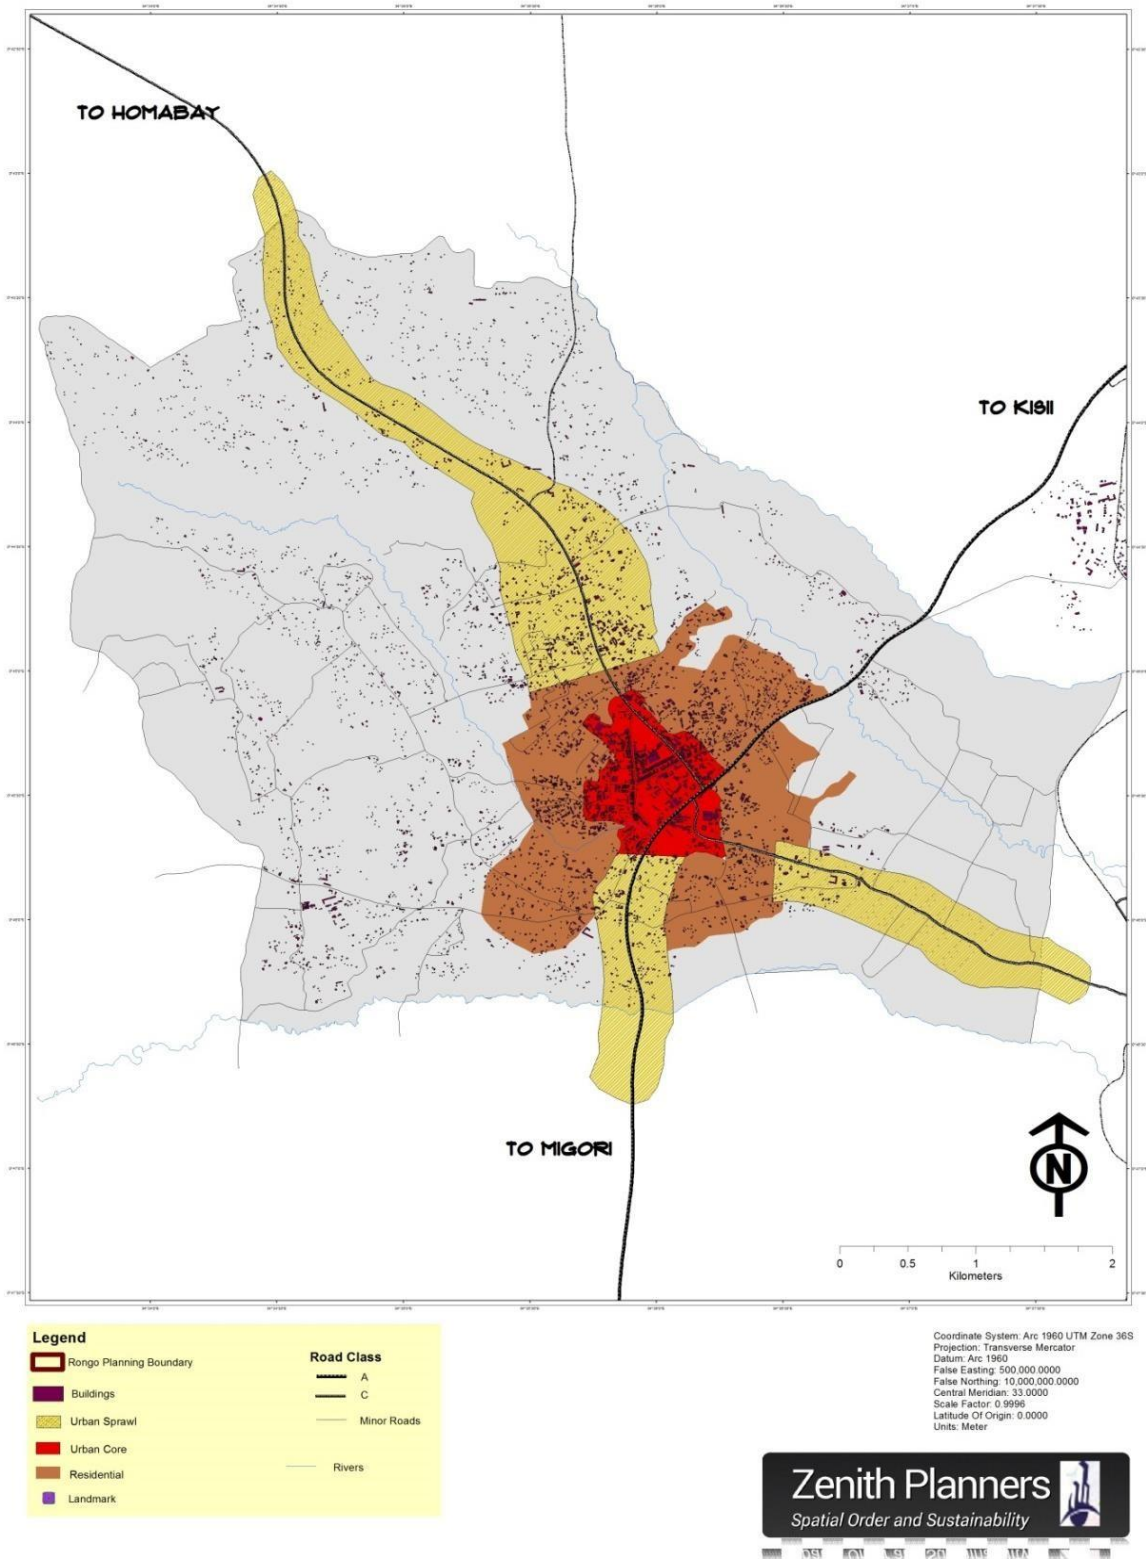 TO HOMABAY
TO KISII
TO MIGORI
N
0 0.5 1 2
Kilometers
Legend
Rongo Planning Boundary
Buildings
Urban Sprawl
Urban Core
Residential
Landmark
Road Class
A
C
Minor Roads
Rivers
Coordinate System: Arc 1960 UTM Zone 36S
Projection: Transverse Mercator
Datum: Arc 1960
False Easting: 500,000.0000
False Northing: 10,000,000.0000
Central Meridian: 33.0000
Scale Factor: 0.9996
Latitude Of Origin: 0.0000
Units: Meter
Zenith Planners
Spatial Order and Sustainability